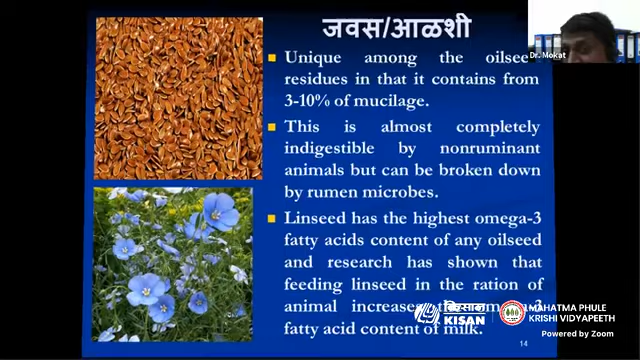 जवस/आळशी
Dr. Mokat
Unique among the oilsee
residues in that it contains from
3-10% of mucilage.
This is almost completely
indigestible by nonruminant
animals but can be broken down
by rumen microbes.
Linseed has the highest omega-3
fatty acids content of any oilseed
and research has shown that
feeding linseed in the ration of
animal increases
fatty acid content of milk.
किसान
KISAN
MAHATMA PHULE
KRISHI VIDYAPEETH
Powered by Zoom
14